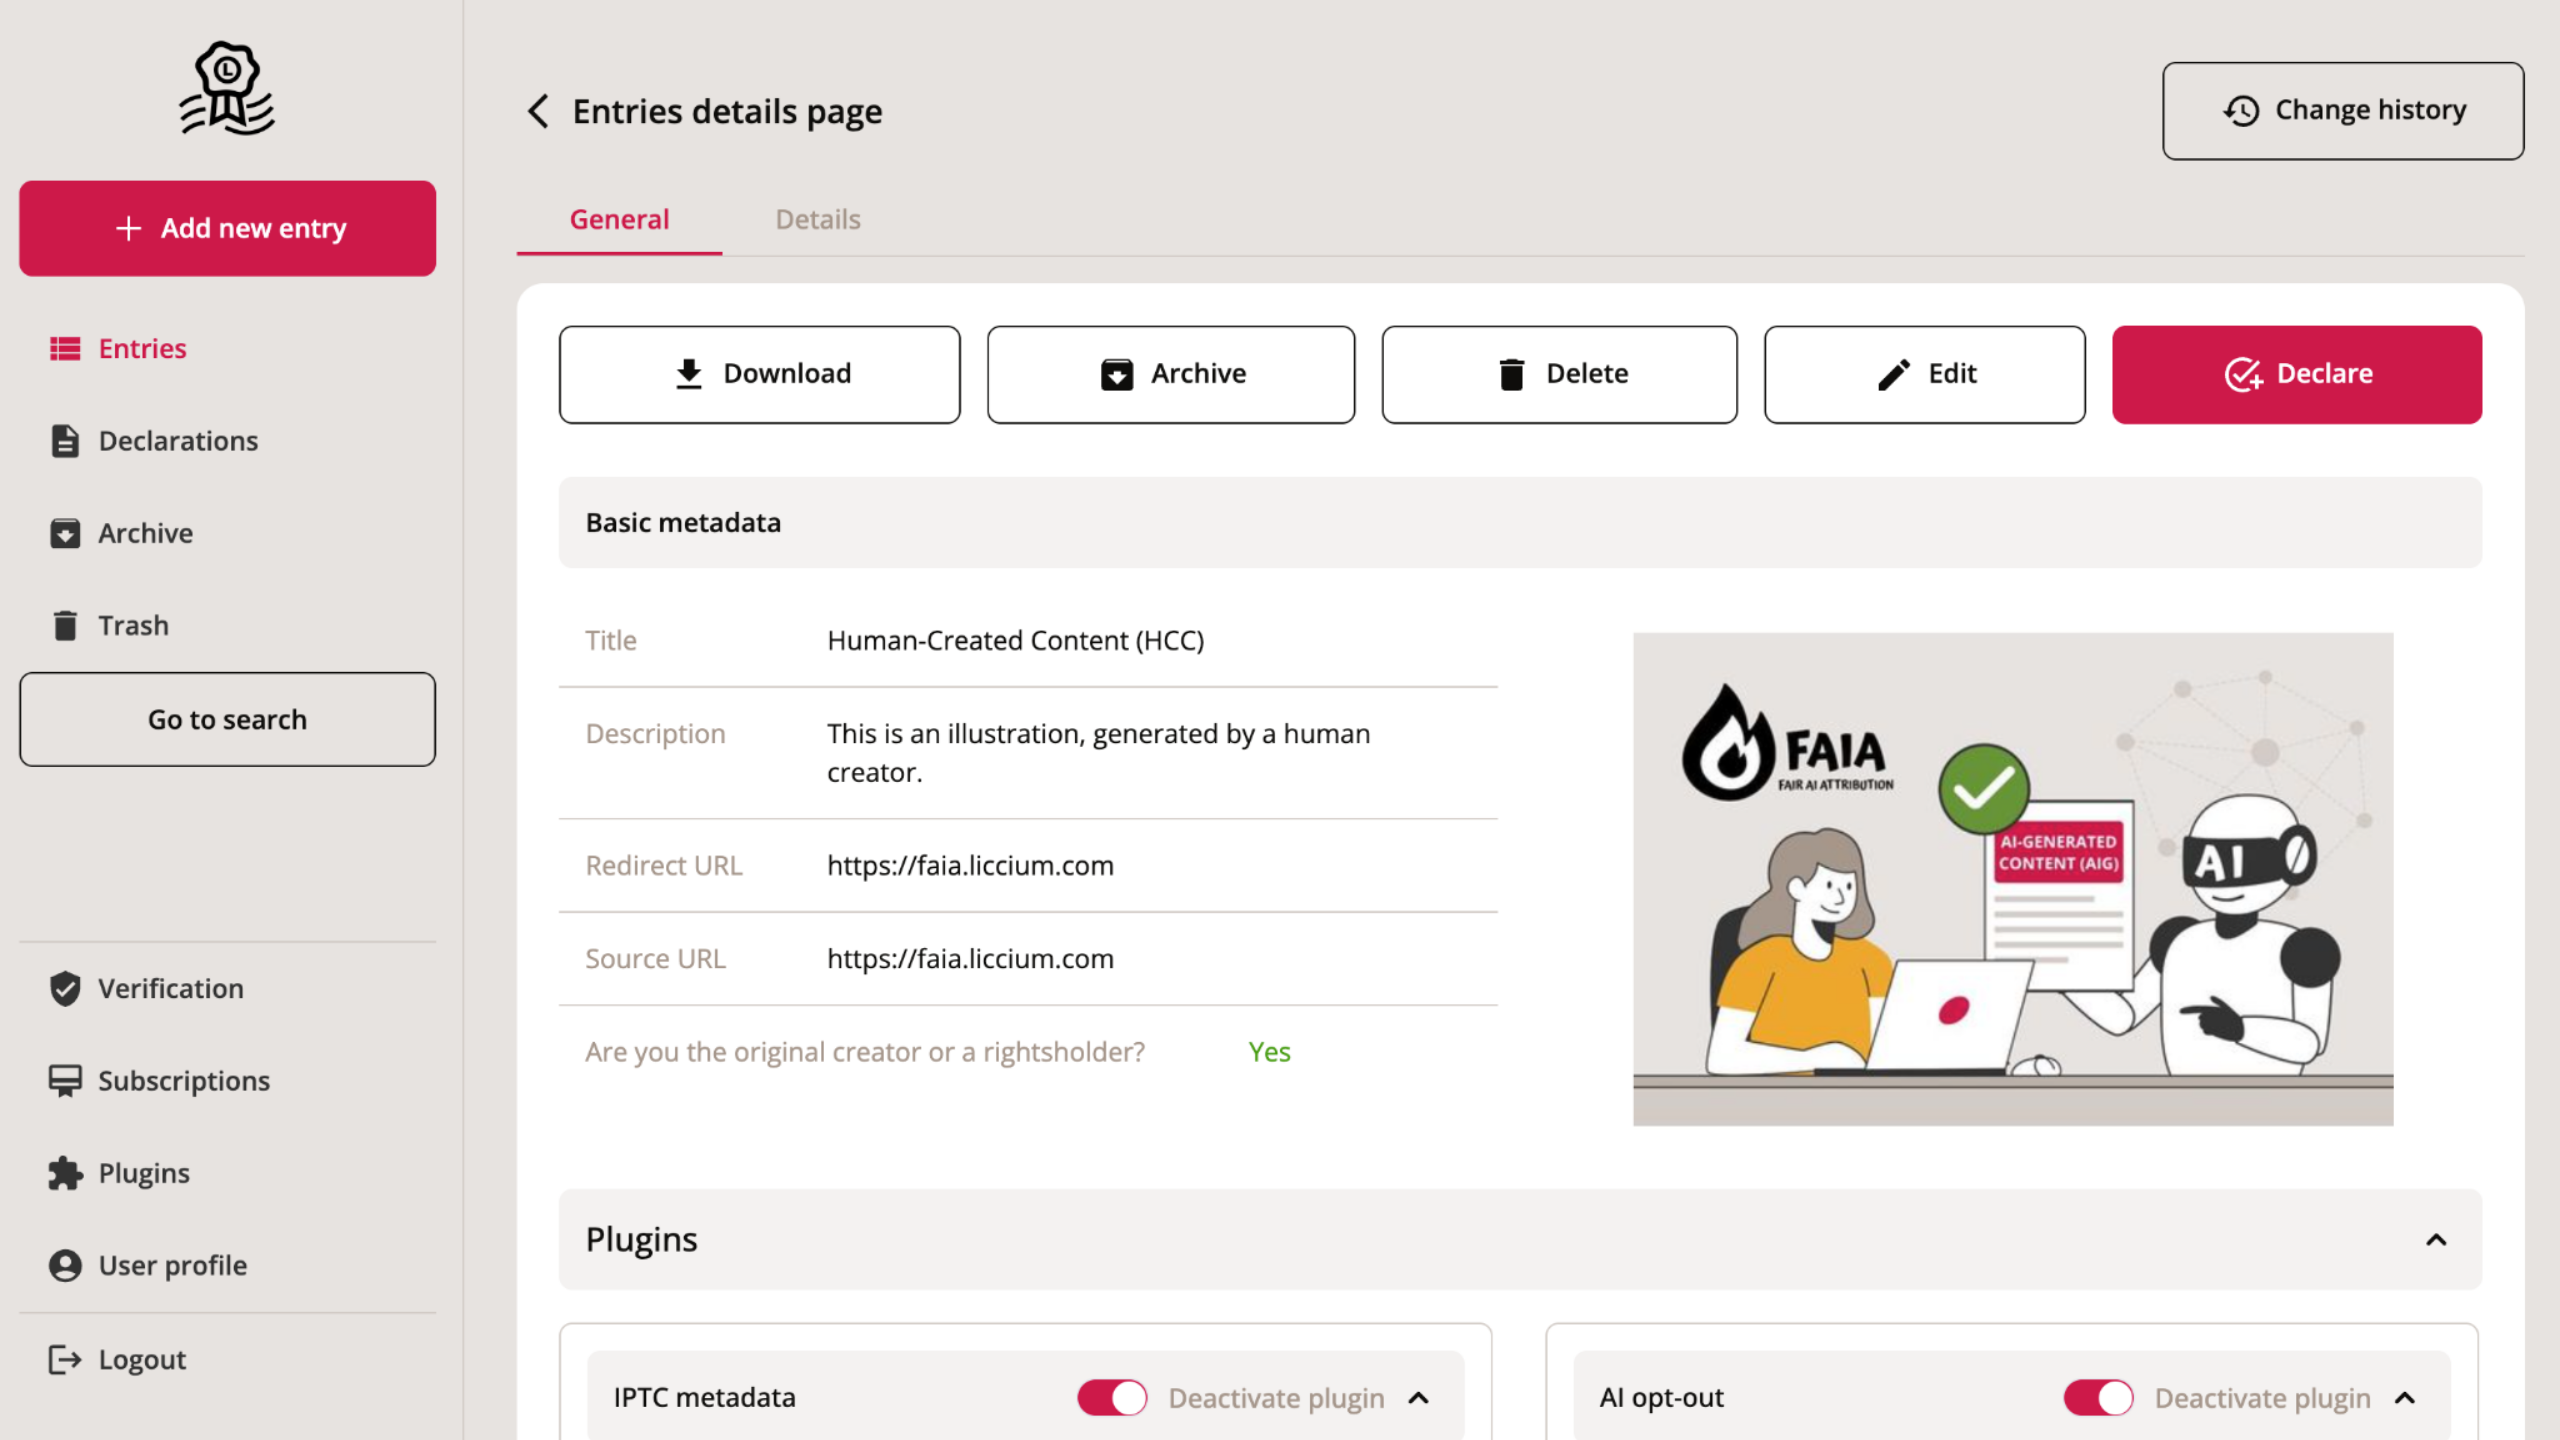 L
Add new entry
Entries
Declarations
Archive
Trash
Go to search
Verification
Subscriptions
Plugins
User profile
Logout
Entries details page
Change history
General
Details
Download
Archive
Delete
Edit
Declare
Basic metadata
Title
Human-Created Content (HCC)
Description
This is an illustration, generated by a human
creator.
Redirect URL
https://faia.liccium.com
Source URL
https://faia.liccium.com
Are you the original creator or a rightsholder?
Yes
FAIA
FAIR AI ATTRIBUTION
AI-GENERATED
CONTENT (AIG)
AI
Plugins
IPTC metadata
Deactivate plugin
AI opt-out
Deactivate plugin